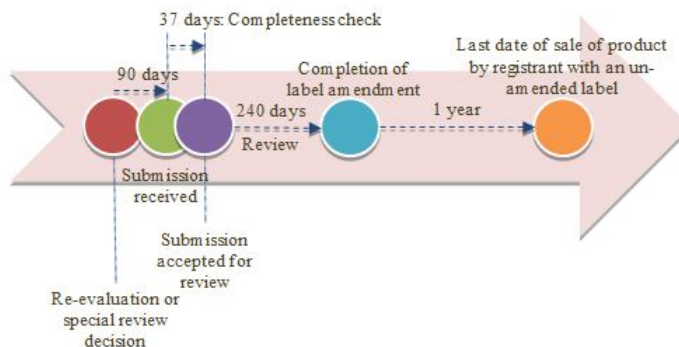 37 days: Completeness check
90 days
Completion of
label amendment
Last date of sale of product
by registrant with an un-
amended label
240 days
Review
1 year
Submission
received
Submission
accepted for
review
Re-evaluation or
special review
decision